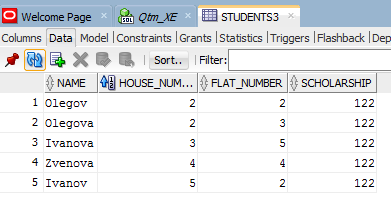 Welcome Page Qtm_XE STUDENTS3
Columns Data Model Constraints Grants Statistics Triggers Flashback Dep
Sort.. Filter:
NAME HOUSE_NUM... FLAT_NUMBER SCHOLARSHIP
1 Olegov 2 2 122
2 Olegova 2 3 122
3 Ivanova 3 5 122
4 Zvenova 4 4 122
5 Ivanov 5 2 122